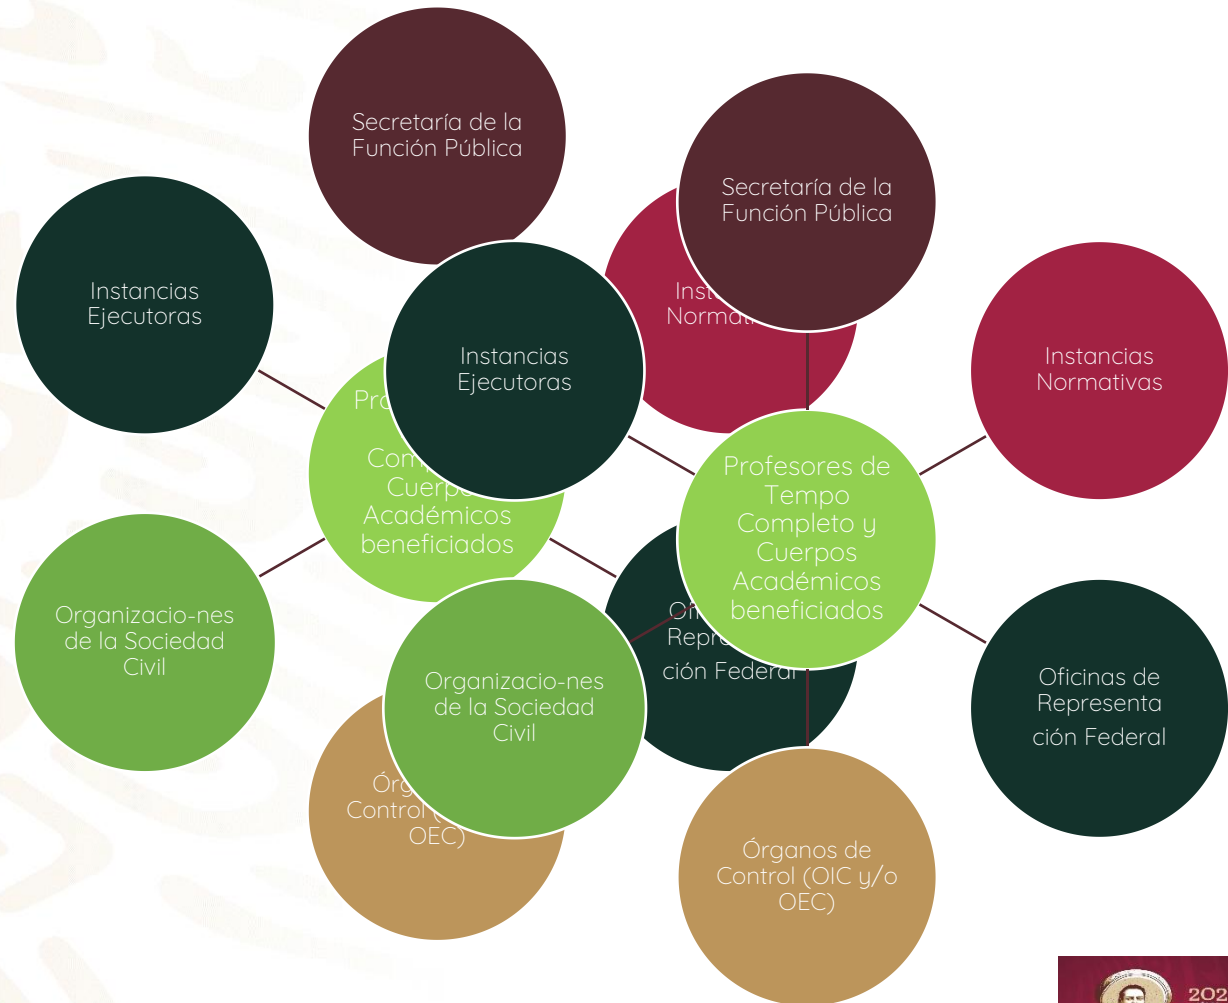 Secretaría de la
Función Pública
Secretaría de la
Función Pública
Instancias
Ejecutoras
Instancias
Ejecutoras
Instancias
Normativas
Profesores de
Tempo
Completo y
Cuerpos
Académicos
beneficiados
Académicos
beneficiados
Organizacio-nes
de la Sociedad
Civil
Organizacio-nes
de la Sociedad
Civil
ción Federal
Oficinas de
Representa
ción Federal
Control
OEC)
Órganos de
Control (OIC y/o
OEC)